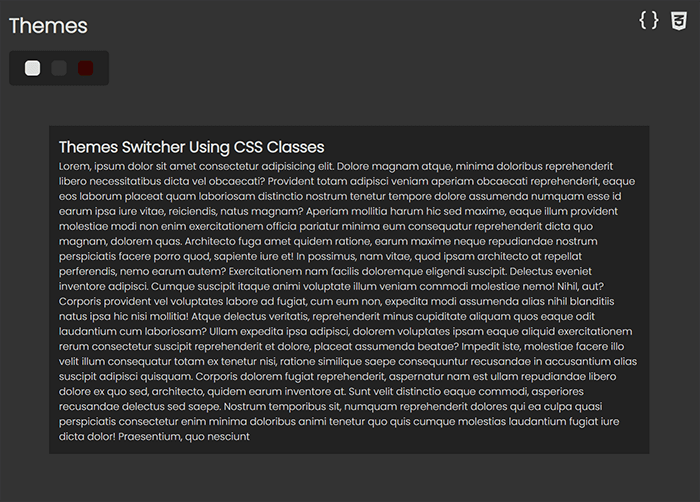 Themes
{ }
Themes Switcher Using CSS Classes
Lorem, ipsum dolor sit amet consectetur adipisicing elit. Dolore magnam atque, minima doloribus reprehenderit
libero necessitatibus dicta vel obcaecati? Provident totam adipisci veniam aperiam obcaecati reprehenderit, eaque
eos laborum placeat quam laboriosam distinctio nostrum tenetur tempore dolore assumenda numquam esse id
earum ipsa iure vitae, reiciendis, natus magnam? Aperiam mollitia harum hic sed maxime, eaque illum provident
molestiae modi non enim exercitationem officia pariatur minima eum consequatur reprehenderit dicta quo
magnam, dolorem quas. Architecto fuga amet quidem ratione, earum maxime neque repudiandae nostrum
perspiciatis facere porro quod, sapiente iure et! In possimus, nam vitae, quod ipsam architecto at repellat
perferendis, nemo earum autem? Exercitationem nam facilis doloremque eligendi suscipit. Delectus eveniet
inventore adipisci. Cumque suscipit itaque animi voluptate illum veniam commodi molestiae nemo! Nihil, aut?
Corporis provident vel voluptates labore ad fugiat, cum eum non, expedita modi assumenda alias nihil blanditiis
natus ipsa hic nisi mollitia! Atque delectus veritatis, reprehenderit minus cupiditate aliquam quos eaque odit
laudantium cum laboriosam? Ullam expedita ipsa adipisci, dolorem voluptates ipsam eaque aliquid exercitationem
rerum consectetur suscipit reprehenderit et dolore, placeat assumenda beatae? Impedit iste, molestiae facere illo
velit illum consequatur totam ex tenetur nisi, ratione similique saepe consequuntur recusandae in accusantium alias
suscipit adipisci quisquam. Corporis dolorem fugiat reprehenderit, aspernatur nam est ullam repudiandae libero
dolore ex quo sed, architecto, quidem earum inventore at. Sunt velit distinctio eaque commodi, asperiores
recusandae delectus sed saepe. Nostrum temporibus sit, numquam reprehenderit dolores qui ea culpa quasi
perspiciatis consectetur enim minima doloribus animi tenetur quo quis cumque molestias laudantium fugiat iure
dicta dolor! Praesentium, quo nesciunt